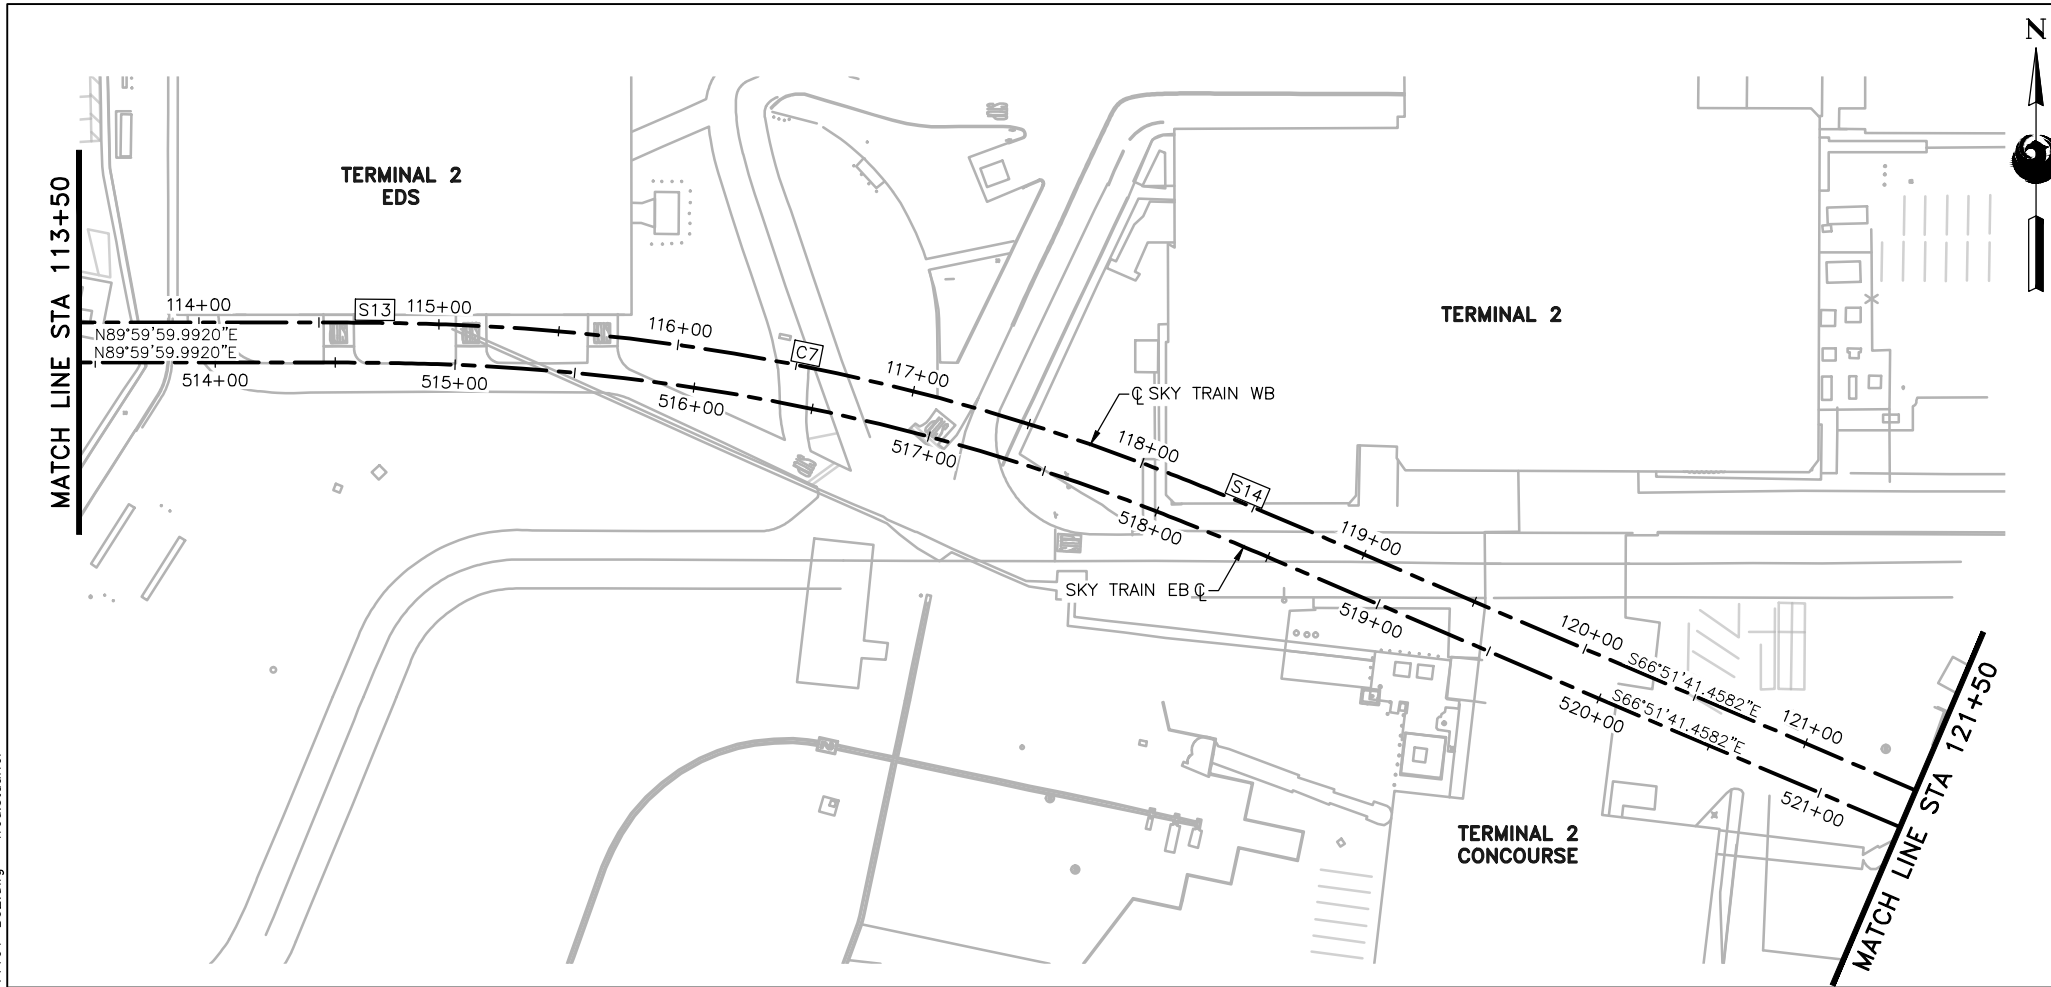 N
TERMINAL 2
EDS
MATCH LINE STA 113+50
114+00
S13
115+00
N89°59'59.9920"E
N89°59'59.9920"E
514+00
515+00
116+00
C7
516+00
117+00
517+00
℄ SKY TRAIN WB
TERMINAL 2
118+00
S14
518+00
119+00
SKY TRAIN EB ℄
519+00
120+00
S66°51'41.4582"E
S66°51'41.4582"E
520+00
121+00
521+00
MATCH LINE STA 121+50
TERMINAL 2
CONCOURSE